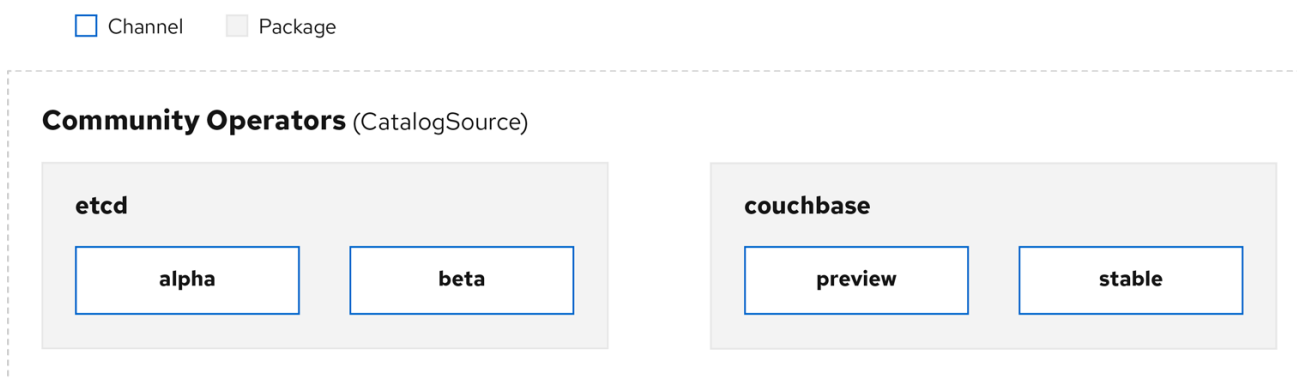 Channel Package
Community Operators (CatalogSource)
etcd
alpha beta
couchbase
preview stable